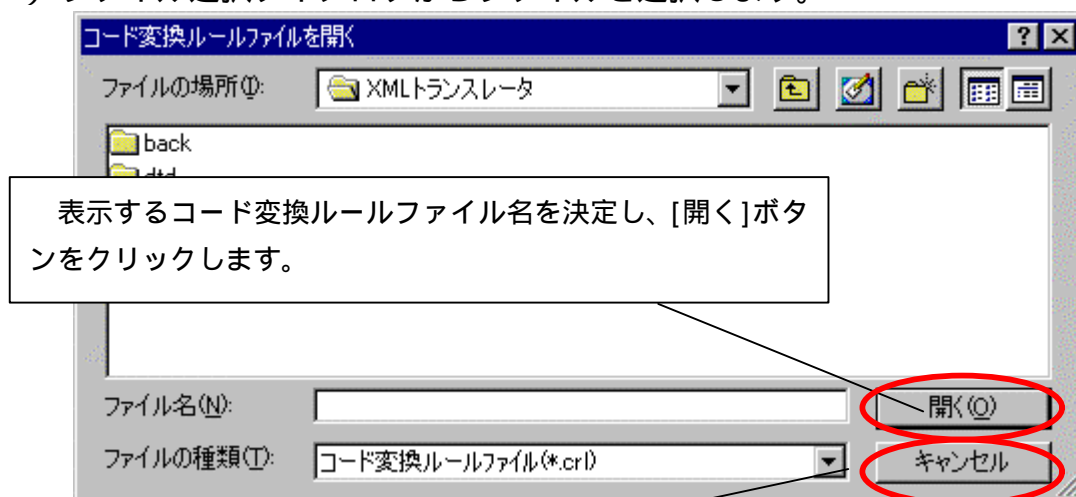 コード変換ルールファイルを開く
ファイルの場所(I):
XMLトランスレータ
back
表示するコード変換ルールファイル名を決定し、[開く]ボタ
ンをクリックします。
ファイル名(N):
開く(O)
ファイルの種類(T):
コード変換ルールファイル(*.crl)
キャンセル